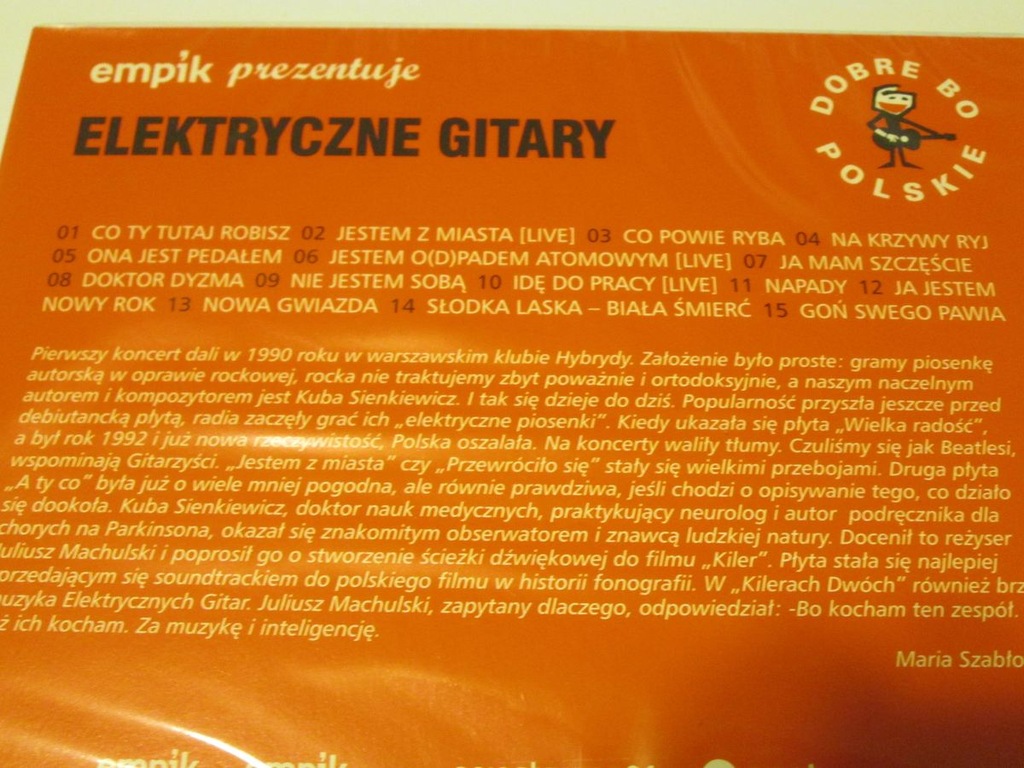 empik prezentuje
DOBRE BO POLSKIE
ELEKTRYCZNE GITARY
01 CO TY TUTAJ ROBISZ 02 JESTEM Z MIASTA [LIVE] 03 CO POWIE RYBA 04 NA KRZYWY RYJ
05 ONA JEST PEDAŁEM 06 JESTEM O(D)PADEM ATOMOWYM [LIVE] 07 JA MAM SZCZĘŚCIE
08 DOKTOR DYZMA 09 NIE JESTEM SOBĄ 10 IDĘ DO PRACY [LIVE] 11 NAPADY 12 JA JESTEM
NOWY ROK 13 NOWA GWIAZDA 14 SŁODKA LASKA – BIAŁA ŚMIERĆ 15 GOŃ SWEGO PAWIA
Pierwszy koncert dali w 1990 roku w warszawskim klubie Hybrydy. Założenie było proste: gramy piosenkę
autorską w oprawie rockowej, rocka nie traktujemy zbyt poważnie i ortodoksyjnie, a naszym naczelnym
autorem i kompozytorem jest Kuba Sienkiewicz. I tak się dzieje do dziś. Popularność przyszła jeszcze przed
debiutancką płytą, radia zaczęły grać ich „elektryczne piosenki”. Kiedy ukazała się płyta „Wielka radość”,
a był rok 1992 i już nowa rzeczywistość, Polska oszalała. Na koncerty waliły tłumy. Czuliśmy się jak Beatlesi,
wspominają Gitarzyści. „Jestem z miasta” czy „Przewróciło się” stały się wielkimi przebojami. Druga płyta
„A ty co” była już o wiele mniej pogodna, ale równie prawdziwa, jeśli chodzi o opisywanie tego, co działo
się dookoła. Kuba Sienkiewicz, doktor nauk medycznych, praktykujący neurolog i autor podręcznika dla
chorych na Parkinsona, okazał się znakomitym obserwatorem i znawcą ludzkiej natury. Docenił to reżyser
Juliusz Machulski i poprosił go o stworzenie ścieżki dźwiękowej do filmu „Kiler”. Płyta stała się najlepiej
przedającym się soundtrackiem do polskiego filmu w historii fonografii. W „Kilerach Dwóch” również brz
uzyka Elektrycznych Gitar. Juliusz Machulski, zapytany dlaczego, odpowiedział: -Bo kocham ten zespół.
ż ich kocham. Za muzykę i inteligencję.
Maria Szabło
empik empik